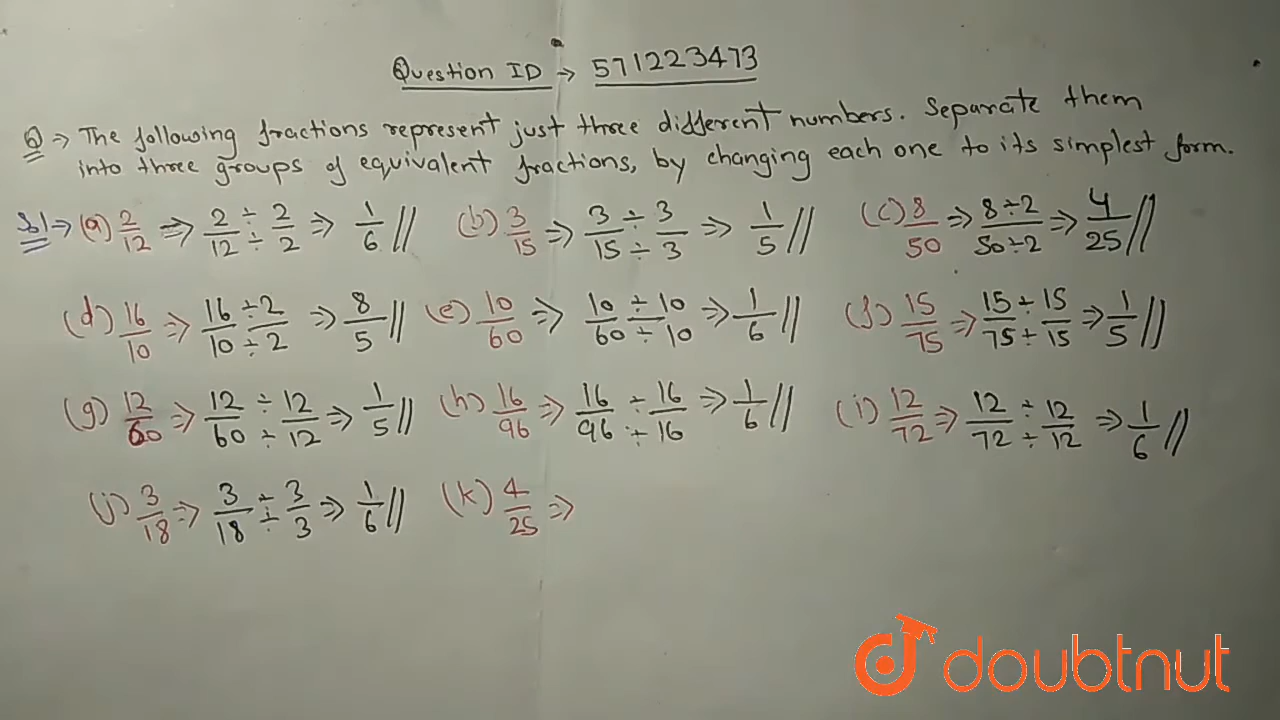 Question ID → 571223473
Q → The following fractions represent just three different numbers. Separate them
into three groups of equivalent fractions, by changing each one to its simplest form.
Sol → (a) 2/12 ⇒ 2÷2/12÷2 ⇒ 1/6 // (b) 3/15 ⇒ 3÷3/15÷3 ⇒ 1/5 // (c) 8/50 ⇒ 8÷2/50÷2 ⇒ 4/25 //
(d) 16/10 ⇒ 16÷2/10÷2 ⇒ 8/5 // (e) 10/60 ⇒ 10÷10/60÷10 ⇒ 1/6 // (f) 15/75 ⇒ 15÷15/75÷15 ⇒ 1/5 //
(g) 12/60 ⇒ 12÷12/60÷12 ⇒ 1/5 // (h) 16/96 ⇒ 16÷16/96÷16 ⇒ 1/6 // (i) 12/72 ⇒ 12÷12/72÷12 ⇒ 1/6 //
(j) 3/18 ⇒ 3÷3/18÷3 ⇒ 1/6 // (k) 4/25 ⇒
doubtnut